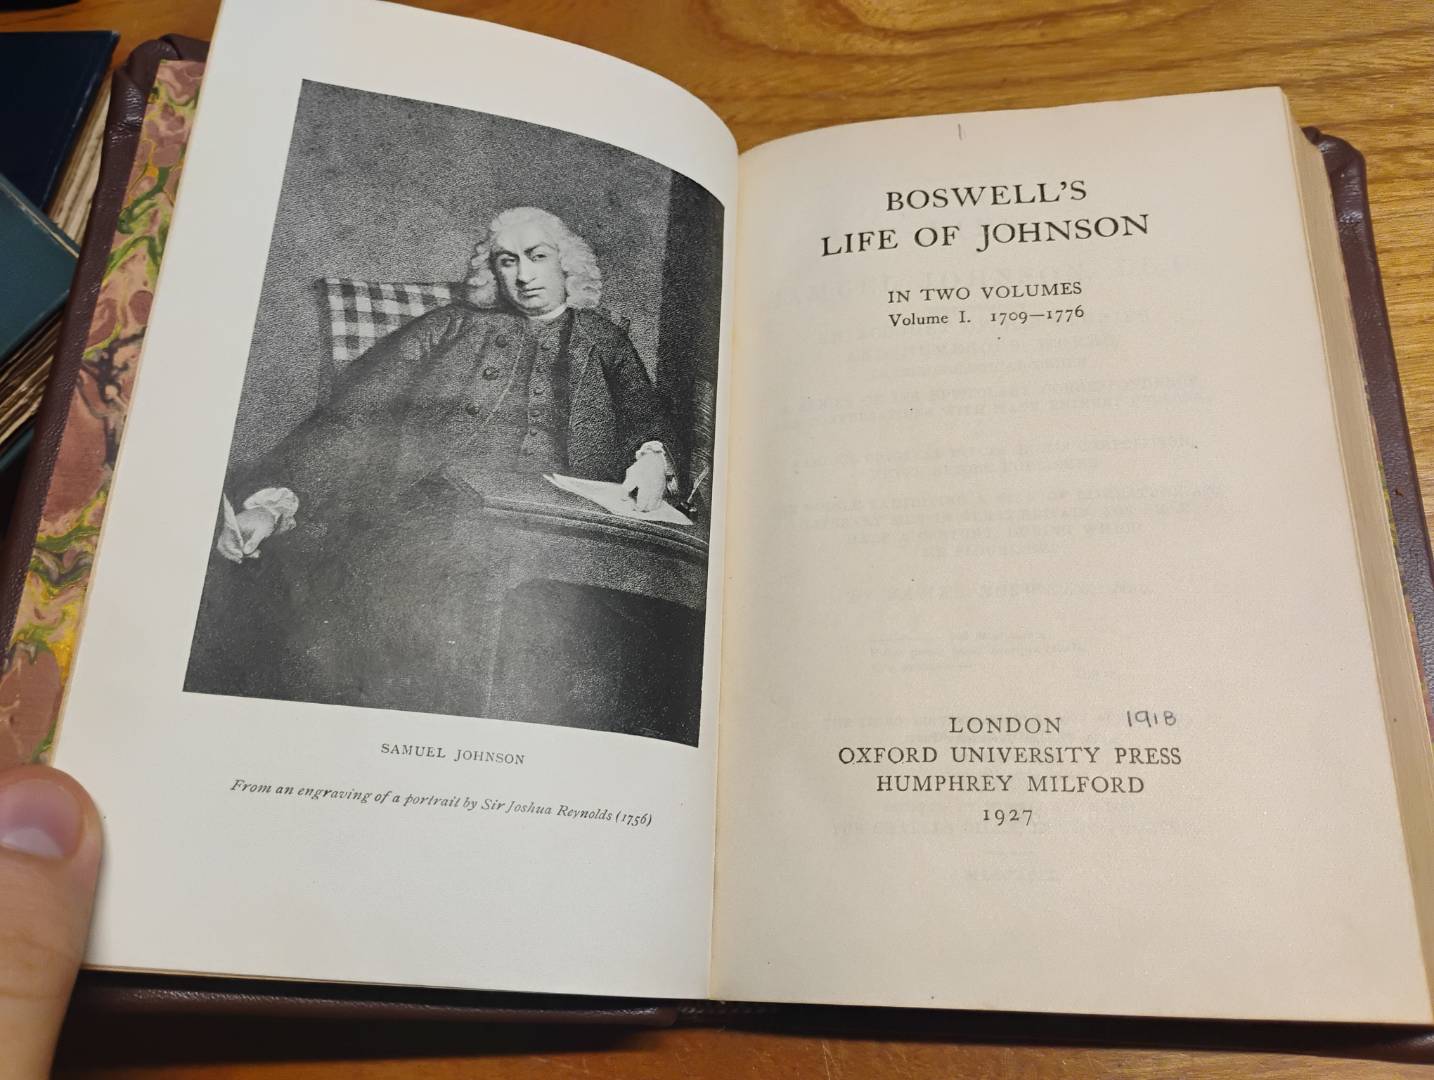 SAMUEL JOHNSON
From an engraving of a portrait by Sir Joshua Reynolds (1756)
BOSWELL'S
LIFE OF JOHNSON
IN TWO VOLUMES
Volume I. 1709—1776
LONDON
1918
OXFORD UNIVERSITY PRESS
HUMPHREY MILFORD
1927